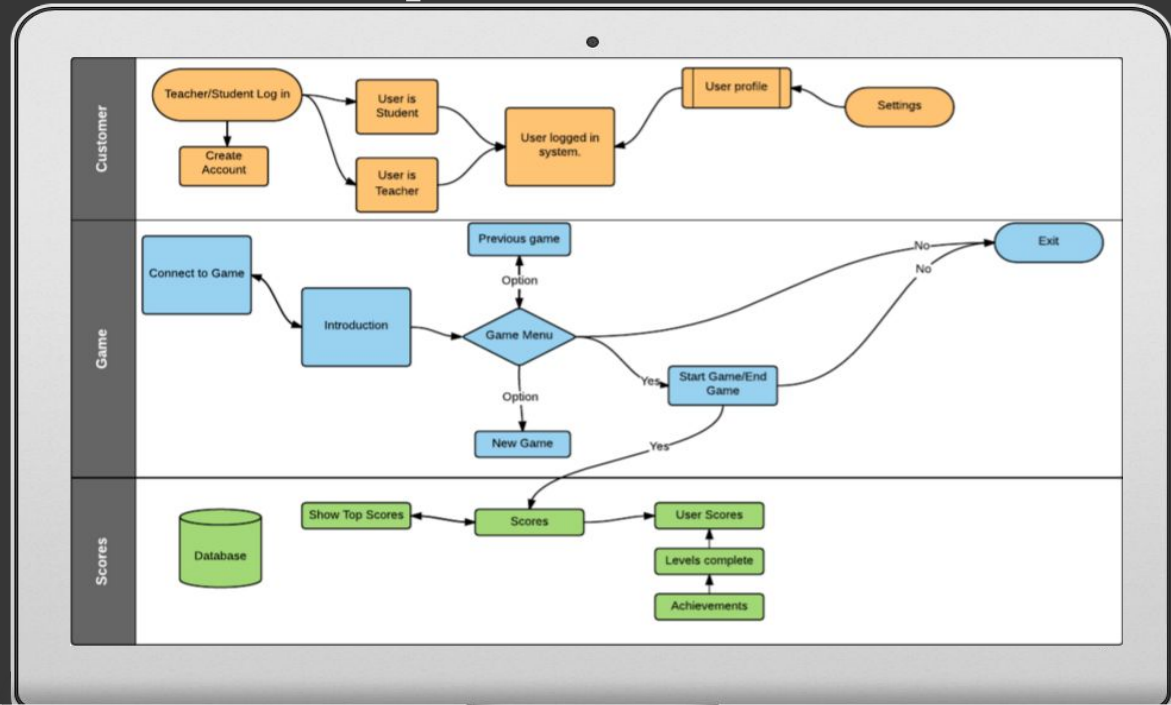 Customer
Teacher/Student Log in
Create
Account
User is
Student
User is
Teacher
User logged in
system.
User profile
Settings
Game
Connect to Game
Introduction
Previous game
Option
Game Menu
Option
New Game
Yes
Start Game/End
Game
No
No
Exit
Yes
Scores
Database
Show Top Scores
Scores
User Scores
Levels complete
Achievements